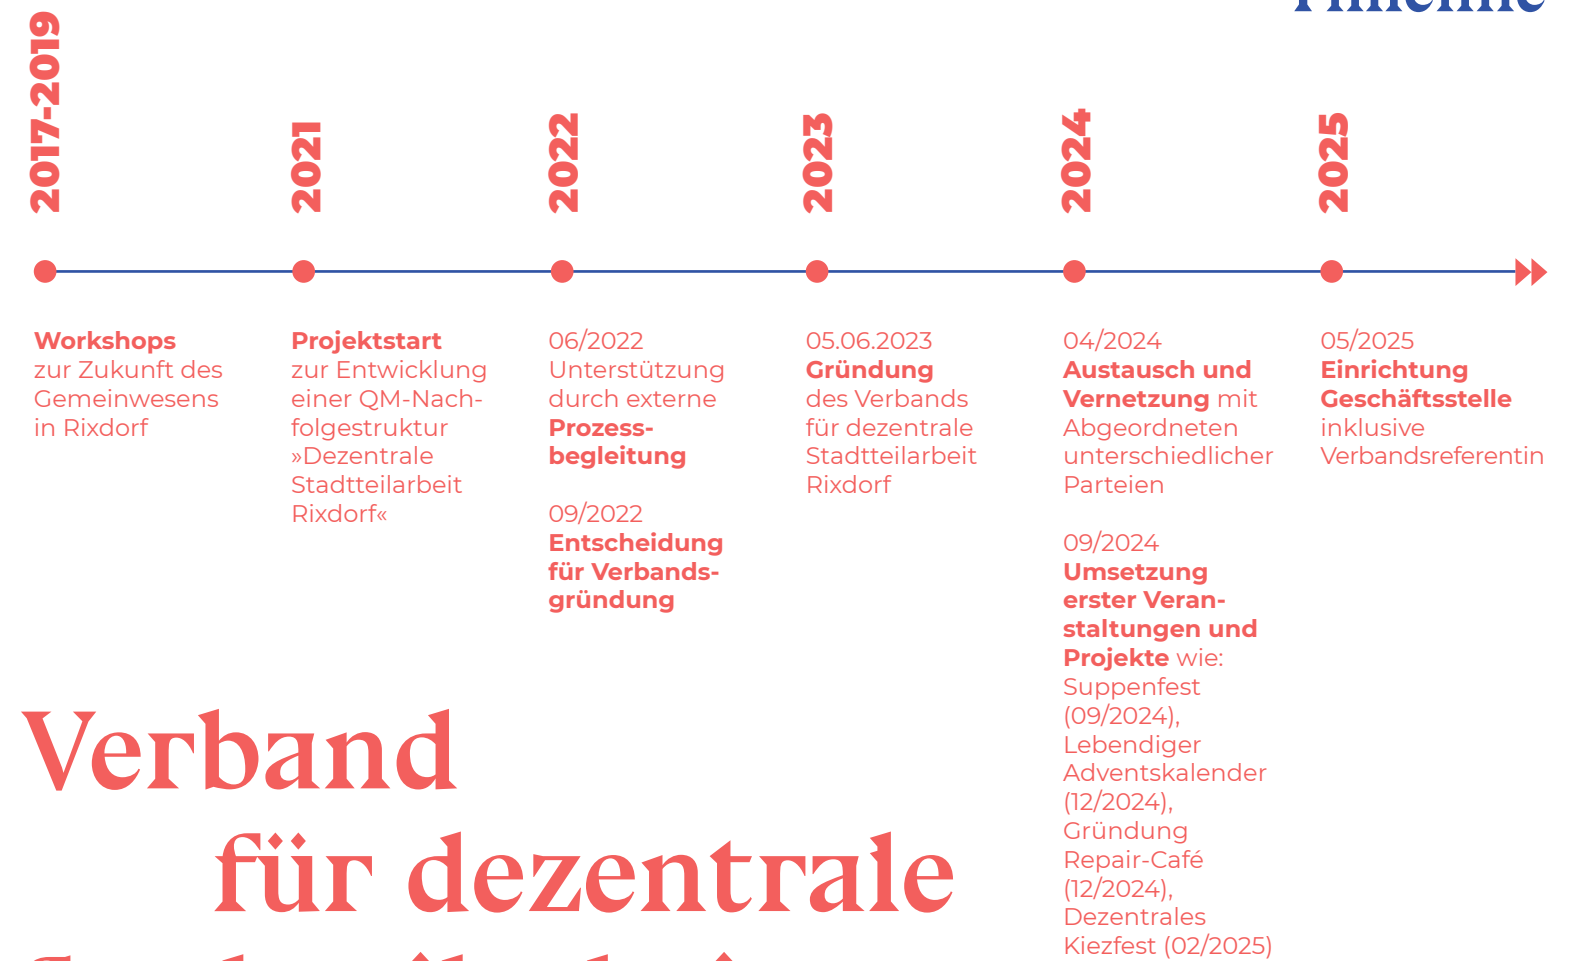 Timeline
2017-2019
2021
2022
2023
2024
2025
Workshops
zur Zukunft des
Gemeinwesens
in Rixdorf
Projektstart
zur Entwicklung
einer QM-Nach-
folgestruktur
»Dezentrale
Stadtteilarbeit
Rixdorf«
06/2022
Unterstützung
durch externe
Prozess-
begleitung
09/2022
Entscheidung
für Verbands-
gründung
05.06.2023
Gründung
des Verbands
für dezentrale
Stadtteilarbeit
Rixdorf
04/2024
Austausch und
Vernetzung mit
Abgeordneten
unterschiedlicher
Parteien
09/2024
Umsetzung
erster Veran-
staltungen und
Projekte wie:
Suppenfest
(09/2024),
Lebendiger
Adventskalender
(12/2024),
Gründung
Repair-Café
(12/2024),
Dezentrales
Kiezfest (02/2025)
05/2025
Einrichtung
Geschäftsstelle
inklusive
Verbandsreferentin
Verband
für dezentrale